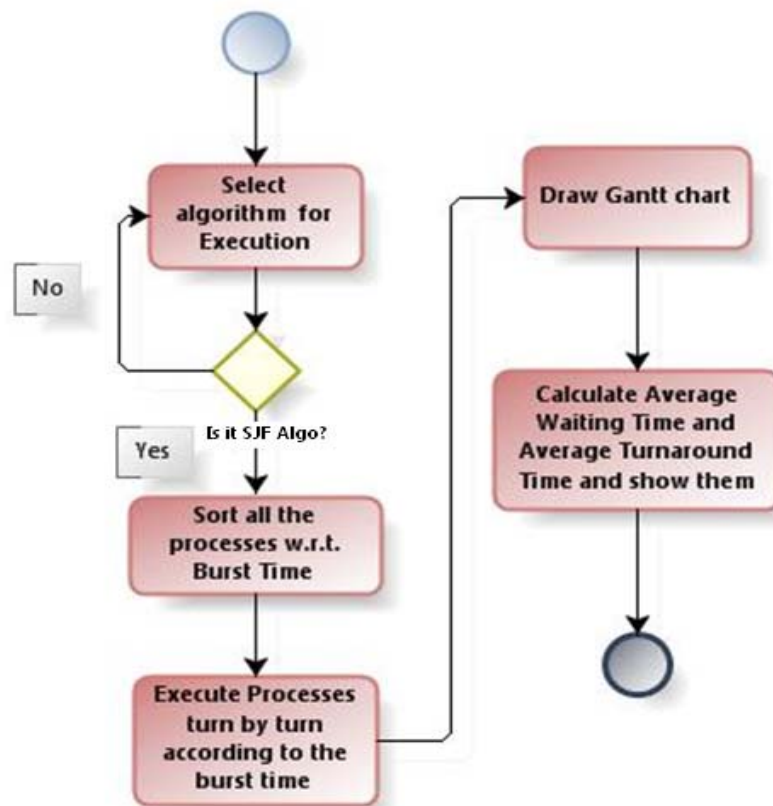 Select
algorithm for
Execution
No
Is it SJF Algo?
Yes
Sort all the
processes w.r.t.
Burst Time
Execute Processes
turn by turn
according to the
burst time
Draw Gantt chart
Calculate Average
Waiting Time and
Average Turnaround
Time and show them